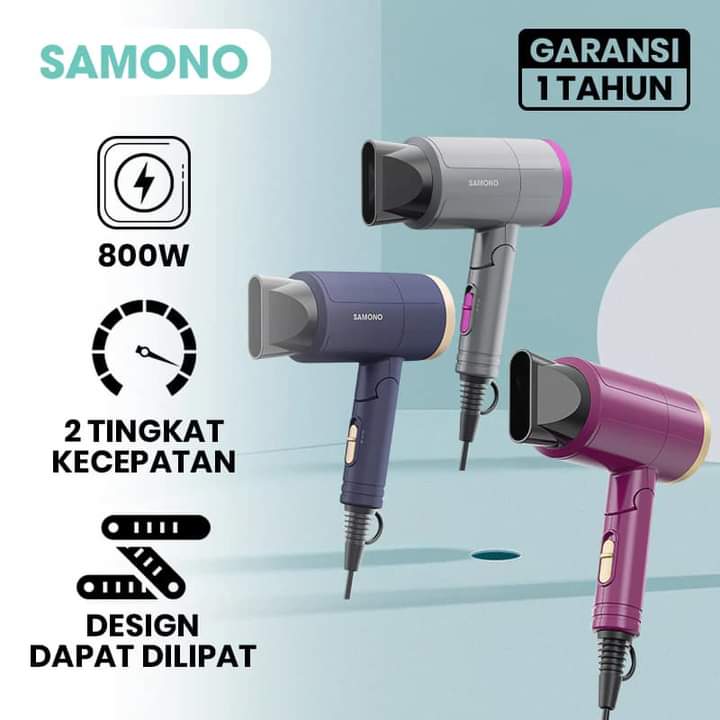 SAMONO
GARANSI
1 TAHUN
800W
2 TINGKAT
KECEPATAN
DESIGN
DAPAT DILIPAT
SAMONO
SAMONO